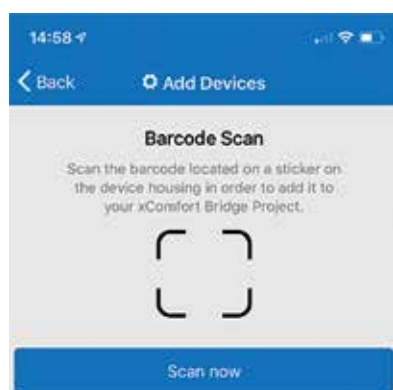 14:58
Back
Add Devices
Barcode Scan
Scan the barcode located on a sticker on
the device housing in order to add it to
your xComfort Bridge Project.
Scan now